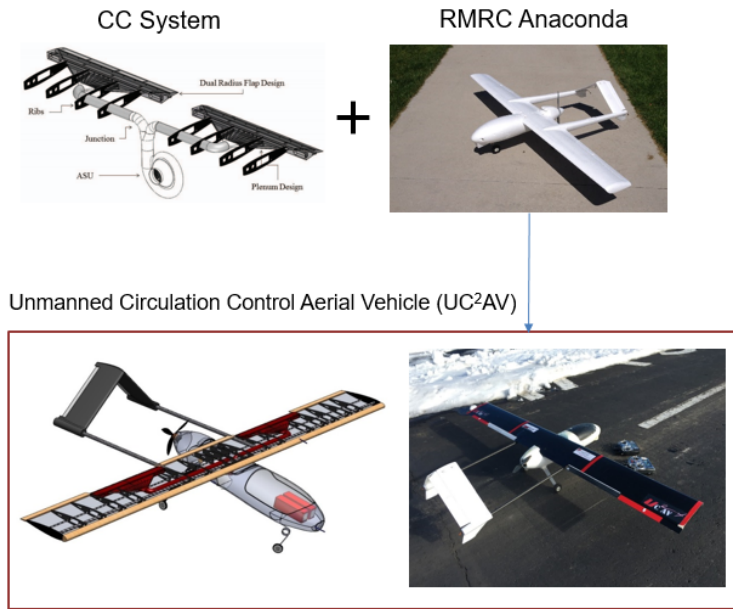 CC System
RMRC Anaconda
Dual Radius Flap Design
Ribs
Junction
ASU
Plenum Design
+
Unmanned Circulation Control Aerial Vehicle (UC²AV)